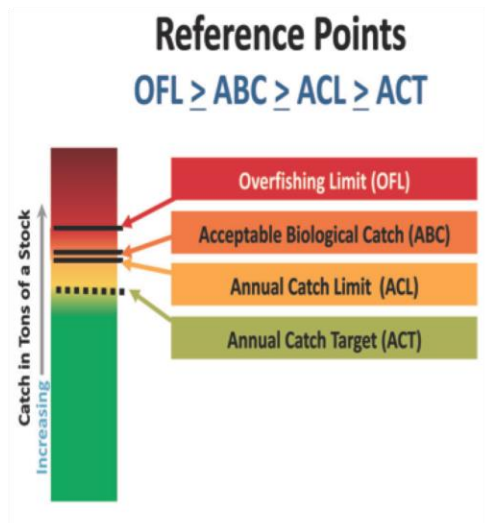 Reference Points
OFL ≥ ABC ≥ ACL ≥ ACT
Overfishing Limit (OFL)
Acceptable Biological Catch (ABC)
Annual Catch Limit (ACL)
Annual Catch Target (ACT)
Catch in Tons of a Stock
Increasing